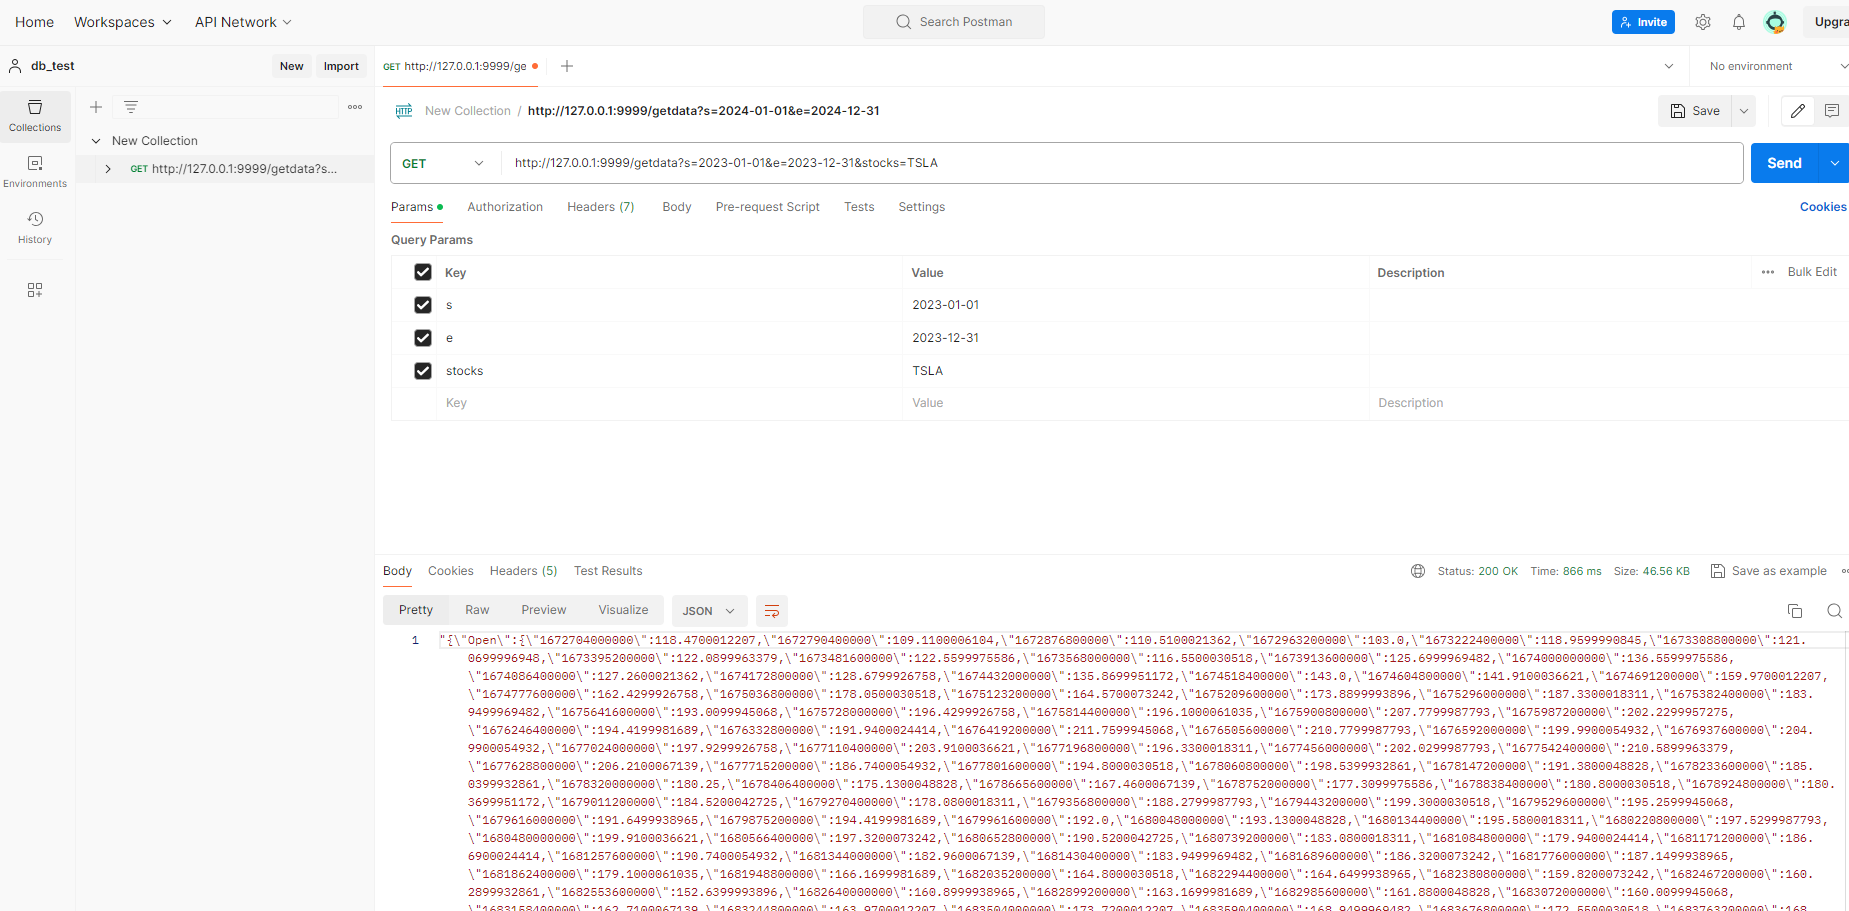 Home Workspaces API Network Search Postman Invite Upgra
db_test New Import GET http://127.0.0.1:9999/ge No environment
Collections
Environments
History
New Collection
GET http://127.0.0.1:9999/getdata?s...
HTTP New Collection / http://127.0.0.1:9999/getdata?s=2024-01-01&e=2024-12-31 Save
GET http://127.0.0.1:9999/getdata?s=2023-01-01&e=2023-12-31&stocks=TSLA Send
Params Authorization Headers (7) Body Pre-request Script Tests Settings Cookies
Query Params
Key Value Description Bulk Edit
s 2023-01-01
e 2023-12-31
stocks TSLA
Key Value Description
Body Cookies Headers (5) Test Results Status: 200 OK Time: 866 ms Size: 46.56 KB Save as example
Pretty Raw Preview Visualize JSON
1 "{\"Open\":{\"1672704000000\":118.4700012207,\"1672790400000\":109.1100006104,\"1672876800000\":110.5100021362,\"1672963200000\":103.0,\"1673222400000\":118.9599990845,\"1673308800000\":121.
0699996948,\"1673395200000\":122.0899963379,\"1673481600000\":122.5599975586,\"1673568000000\":116.5500030518,\"1673913600000\":125.6999969482,\"1674000000000\":136.5599975586,
\"1674086400000\":127.2600021362,\"1674172800000\":128.6799926758,\"1674432000000\":135.8699951172,\"1674518400000\":143.0,\"1674604800000\":141.9100036621,\"1674691200000\":159.9700012207,
\"1674777600000\":162.4299926758,\"1675036800000\":178.0500030518,\"1675123200000\":164.5700073242,\"1675209600000\":173.8899993896,\"1675296000000\":187.3300018311,\"1675382400000\":183.
9499969482,\"1675641600000\":193.0099945068,\"1675728000000\":196.4299926758,\"1675814400000\":196.1000061035,\"1675900800000\":207.7799987793,\"1675987200000\":202.2299957275,
\"1676246400000\":194.4199981689,\"1676332800000\":191.9400024414,\"1676419200000\":211.7599945068,\"1676505600000\":210.7799987793,\"1676592000000\":199.9900054932,\"1676937600000\":204.
9900054932,\"1677024000000\":197.9299926758,\"1677110400000\":203.9100036621,\"1677196800000\":196.3300018311,\"1677456000000\":202.0299987793,\"1677542400000\":210.5899963379,
\"1677628800000\":206.2100067139,\"1677715200000\":186.7400054932,\"1677801600000\":194.8000030518,\"1678060800000\":198.5399932861,\"1678147200000\":191.3800048828,\"1678233600000\":185.
0399932861,\"1678320000000\":180.25,\"1678406400000\":175.1300048828,\"1678665600000\":167.4600067139,\"1678752000000\":177.3099975586,\"1678838400000\":180.8000030518,\"1678924800000\":180.
3699951172,\"1679011200000\":184.5200042725,\"1679270400000\":178.0800018311,\"1679356800000\":188.2799987793,\"1679443200000\":199.3000030518,\"1679529600000\":195.2599945068,
\"1679616000000\":191.6499938965,\"1679875200000\":194.4199981689,\"1679961600000\":192.0,\"1680048000000\":193.1300048828,\"1680134400000\":195.5800018311,\"1680220800000\":197.5299987793,
\"1680480000000\":199.9100036621,\"1680566400000\":197.3200073242,\"1680652800000\":190.5200042725,\"1680739200000\":183.0800018311,\"1681084800000\":179.9400024414,\"1681171200000\":186.
6900024414,\"1681257600000\":190.7400054932,\"1681344000000\":182.9600067139,\"1681430400000\":183.9499969482,\"1681689600000\":186.3200073242,\"1681776000000\":187.1499938965,
\"1681862400000\":179.1000061035,\"1681948800000\":166.1699981689,\"1682035200000\":164.8000030518,\"1682294400000\":164.6499938965,\"1682380800000\":159.8200073242,\"1682467200000\":160.
2899932861,\"1682553600000\":152.6399993896,\"1682640000000\":160.8999938965,\"1682899200000\":163.1699981689,\"1682985600000\":161.8800048828,\"1683072000000\":160.0099945068,
\"1683158400000\":162.7100067139,\"1683244800000\":163.9700012207,\"1683504000000\":173.7200012207,\"1683590400000\":168.9499969482,\"1683676800000\":172.5500030518,\"1683763200000\":168.